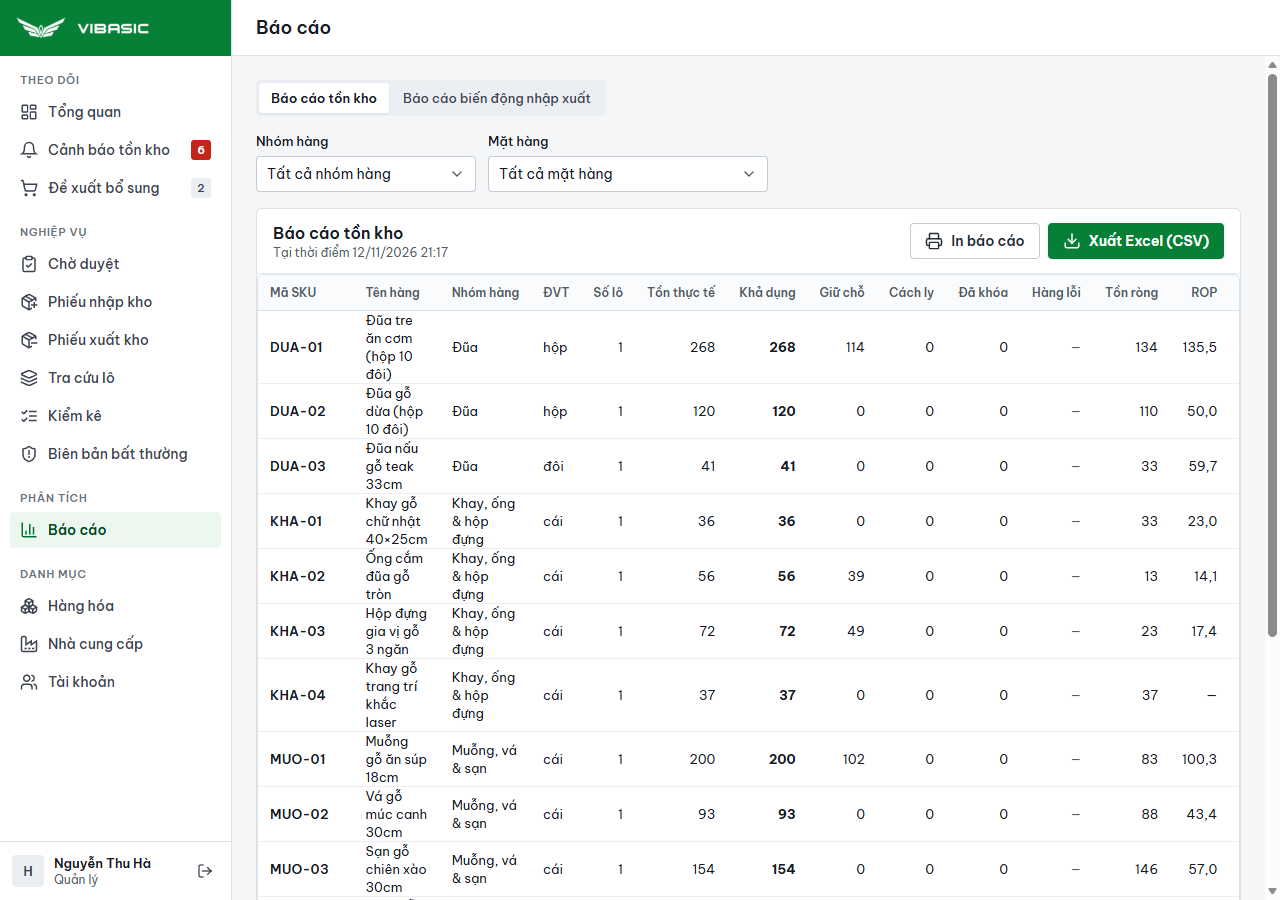 VIBASIC
Báo cáo
THEO DÕI
Tổng quan
Cảnh báo tồn kho 6
Đề xuất bổ sung 2
NGHIỆP VỤ
Chờ duyệt
Phiếu nhập kho
Phiếu xuất kho
Tra cứu lô
Kiểm kê
Biên bản bất thường
PHÂN TÍCH
Báo cáo
DANH MỤC
Hàng hóa
Nhà cung cấp
Tài khoản
H
Nguyễn Thu Hà
Quản lý
Báo cáo tồn kho Báo cáo biến động nhập xuất
Nhóm hàng Mặt hàng
Tất cả nhóm hàng Tất cả mặt hàng
Báo cáo tồn kho
Tại thời điểm 12/11/2026 21:17
In báo cáo Xuất Excel (CSV)
Mã SKU Tên hàng Nhóm hàng ĐVT Số lô Tồn thực tế Khả dụng Giữ chỗ Cách ly Đã khóa Hàng lỗi Tồn ròng ROP
DUA-01 Đũa tre ăn cơm (hộp 10 đôi) Đũa hộp 1 268 268 114 0 0 – 134 135,5
DUA-02 Đũa gỗ dừa (hộp 10 đôi) Đũa hộp 1 120 120 0 0 0 – 110 50,0
DUA-03 Đũa nấu gỗ teak 33cm Đũa đôi 1 41 41 0 0 0 – 33 59,7
KHA-01 Khay gỗ chữ nhật 40×25cm Khay, ống & hộp đựng cái 1 36 36 0 0 0 – 33 23,0
KHA-02 Ống cắm đũa gỗ tròn Khay, ống & hộp đựng cái 1 56 56 39 0 0 – 13 14,1
KHA-03 Hộp đựng gia vị gỗ 3 ngăn Khay, ống & hộp đựng cái 1 72 72 49 0 0 – 23 17,4
KHA-04 Khay gỗ trang trí khắc laser Khay, ống & hộp đựng cái 1 37 37 0 0 0 – 37 –
MUO-01 Muỗng gỗ ăn súp 18cm Muỗng, vá & sạn cái 1 200 200 102 0 0 – 83 100,3
MUO-02 Vá gỗ múc canh 30cm Muỗng, vá & sạn cái 1 93 93 0 0 0 – 88 43,4
MUO-03 Sạn gỗ chiên xào 30cm Muỗng, vá & sạn cái 1 154 154 0 0 0 – 146 57,0